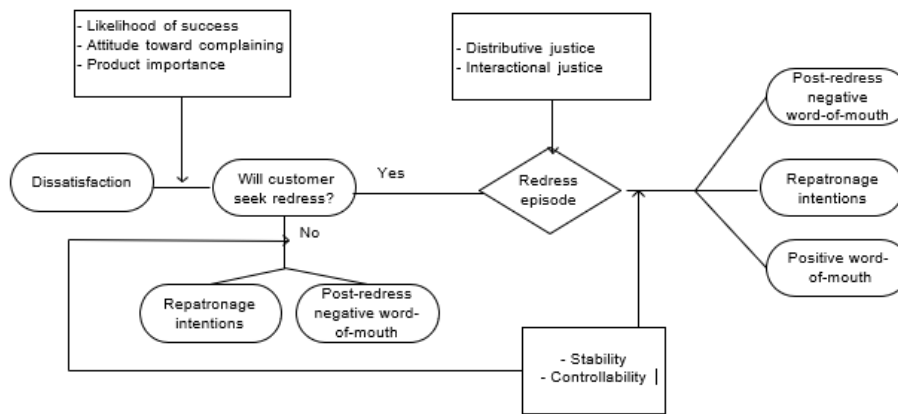 - Likelihood of success
- Attitude toward complaining
- Product importance
- Distributive justice
- Interactional justice
Post-redress
negative
word-of-mouth
Dissatisfaction
Will customer
seek redress?
Yes
Redress
episode
Repatronage
intentions
No
Positive word-
of-mouth
Repatronage
intentions
Post-redress
negative word-
of-mouth
- Stability
- Controllability